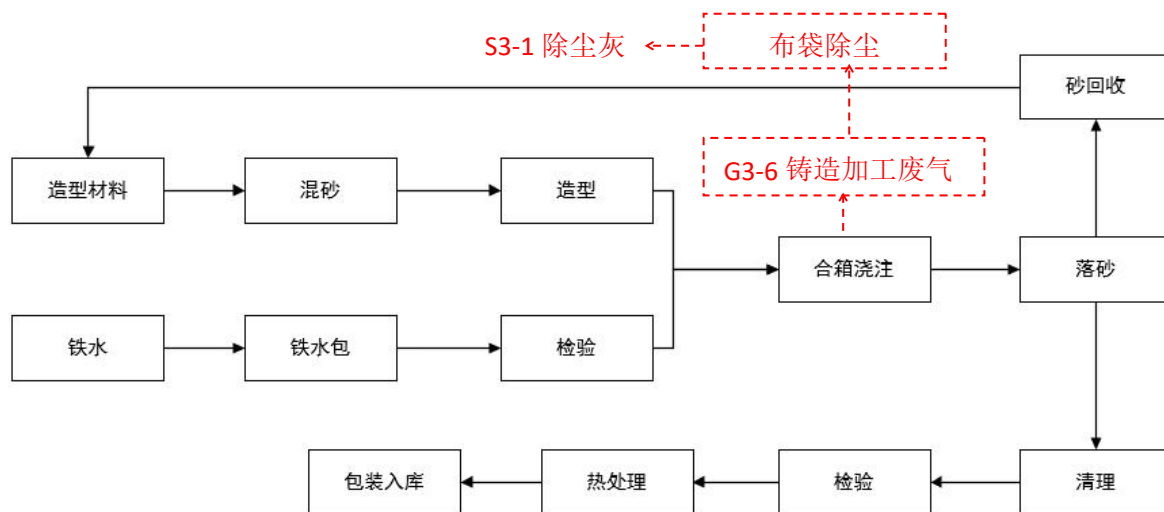 S3-1 除尘灰
布袋除尘
砂回收
造型材料
混砂
造型
G3-6 铸造加工废气
合箱浇注
落砂
铁水
铁水包
检验
包装入库
热处理
检验
清理